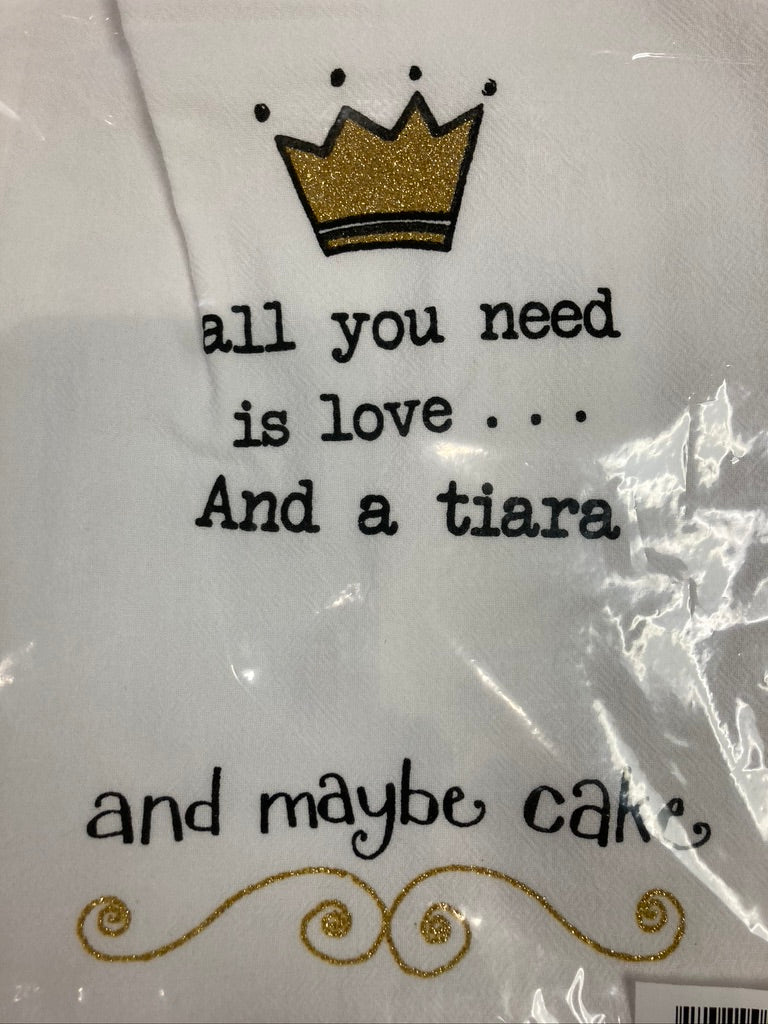 all you need
is love . . .
And a tiara
and maybe cake